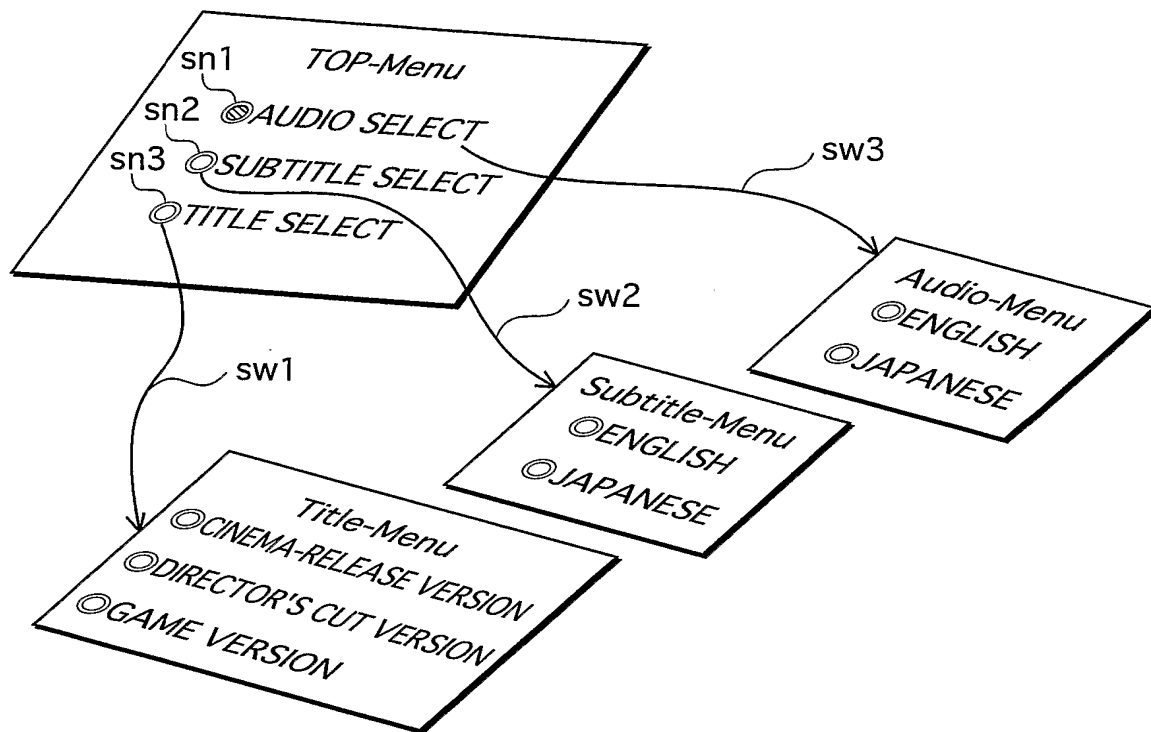 TOP-Menu
sn1
AUDIO SELECT
sn2
SUBTITLE SELECT
sn3
TITLE SELECT
sw3
sw2
sw1
Audio-Menu
ENGLISH
JAPANESE
Subtitle-Menu
ENGLISH
JAPANESE
Title-Menu
CINEMA-RELEASE VERSION
DIRECTOR'S CUT VERSION
GAME VERSION